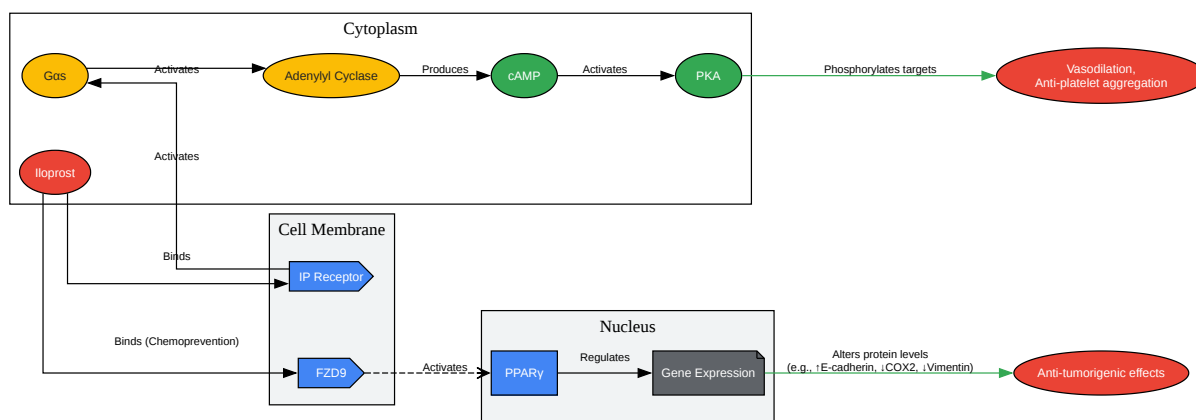 Cytoplasm
Gαs
Activates
Adenylyl Cyclase
Produces
cAMP
Activates
PKA
Phosphorylates targets
Vasodilation,
Anti-platelet aggregation
Activates
Iloprost
Cell Membrane
Binds
IP Receptor
Binds (Chemoprevention)
FZD9
Activates
Nucleus
PPARγ
Regulates
Gene Expression
Alters protein levels
(e.g., ↑E-cadherin, ↓COX2, ↓Vimentin)
Anti-tumorigenic effects